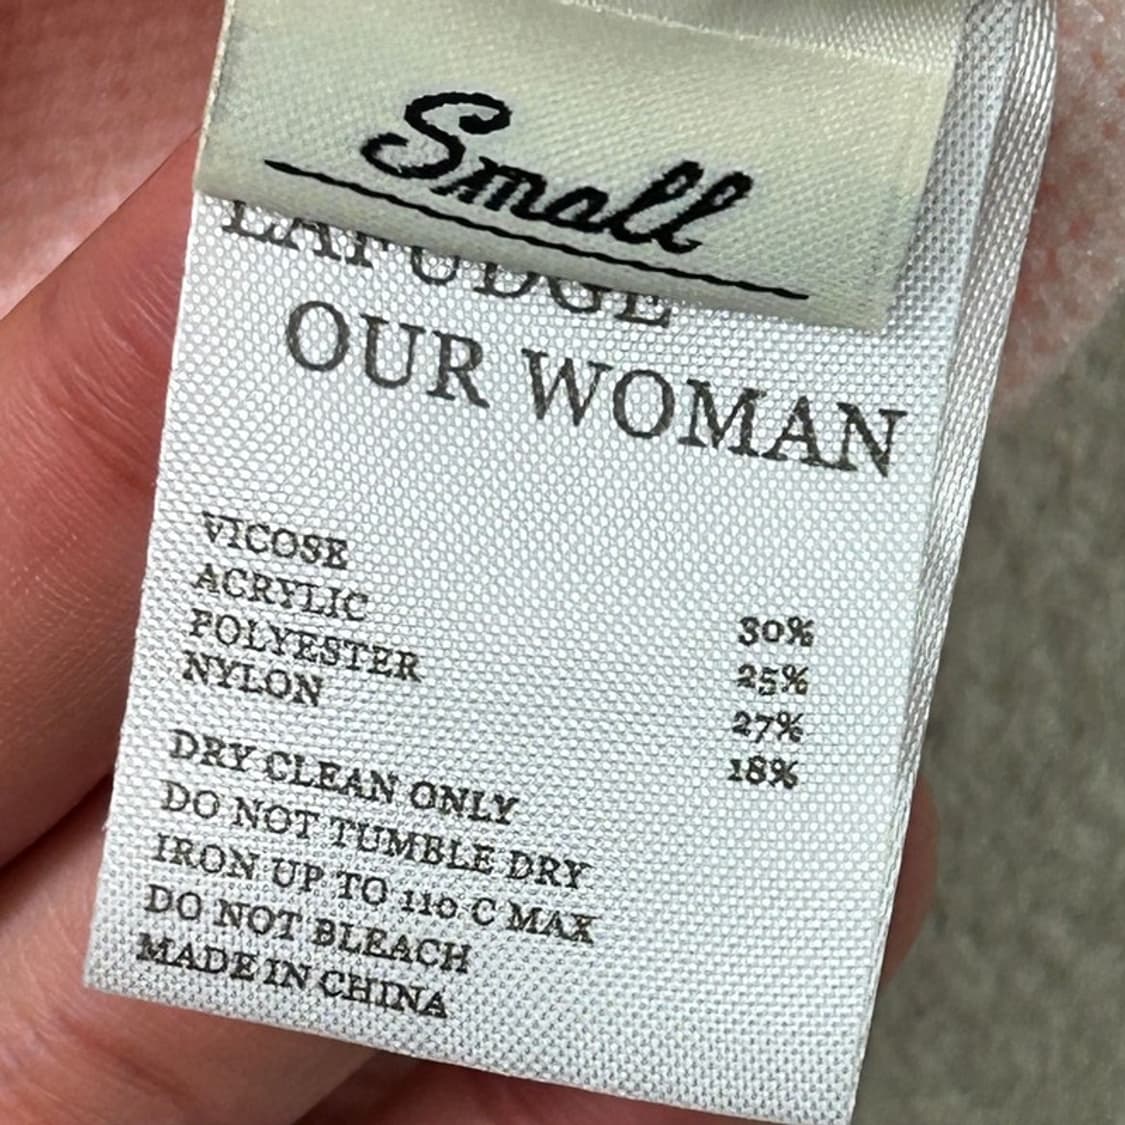 Small
LAFUDGE
OUR WOMAN
VICOSE 30%
ACRYLIC 25%
POLYESTER 27%
NYLON 18%
DRY CLEAN ONLY
DO NOT TUMBLE DRY
IRON UP TO 110 C MAX
DO NOT BLEACH
MADE IN CHINA